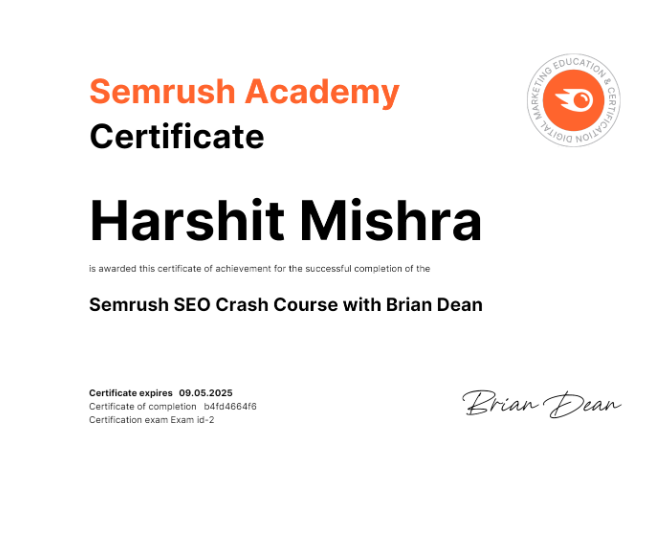 Semrush Academy
Certificate
DIGITAL MARKETING EDUCATION & CERTIFICATION
Harshit Mishra
is awarded this certificate of achievement for the successful completion of the
Semrush SEO Crash Course with Brian Dean
Certificate expires 09.05.2025
Certificate of completion b4fd4664f6
Certification exam Exam id-2
Brian Dean